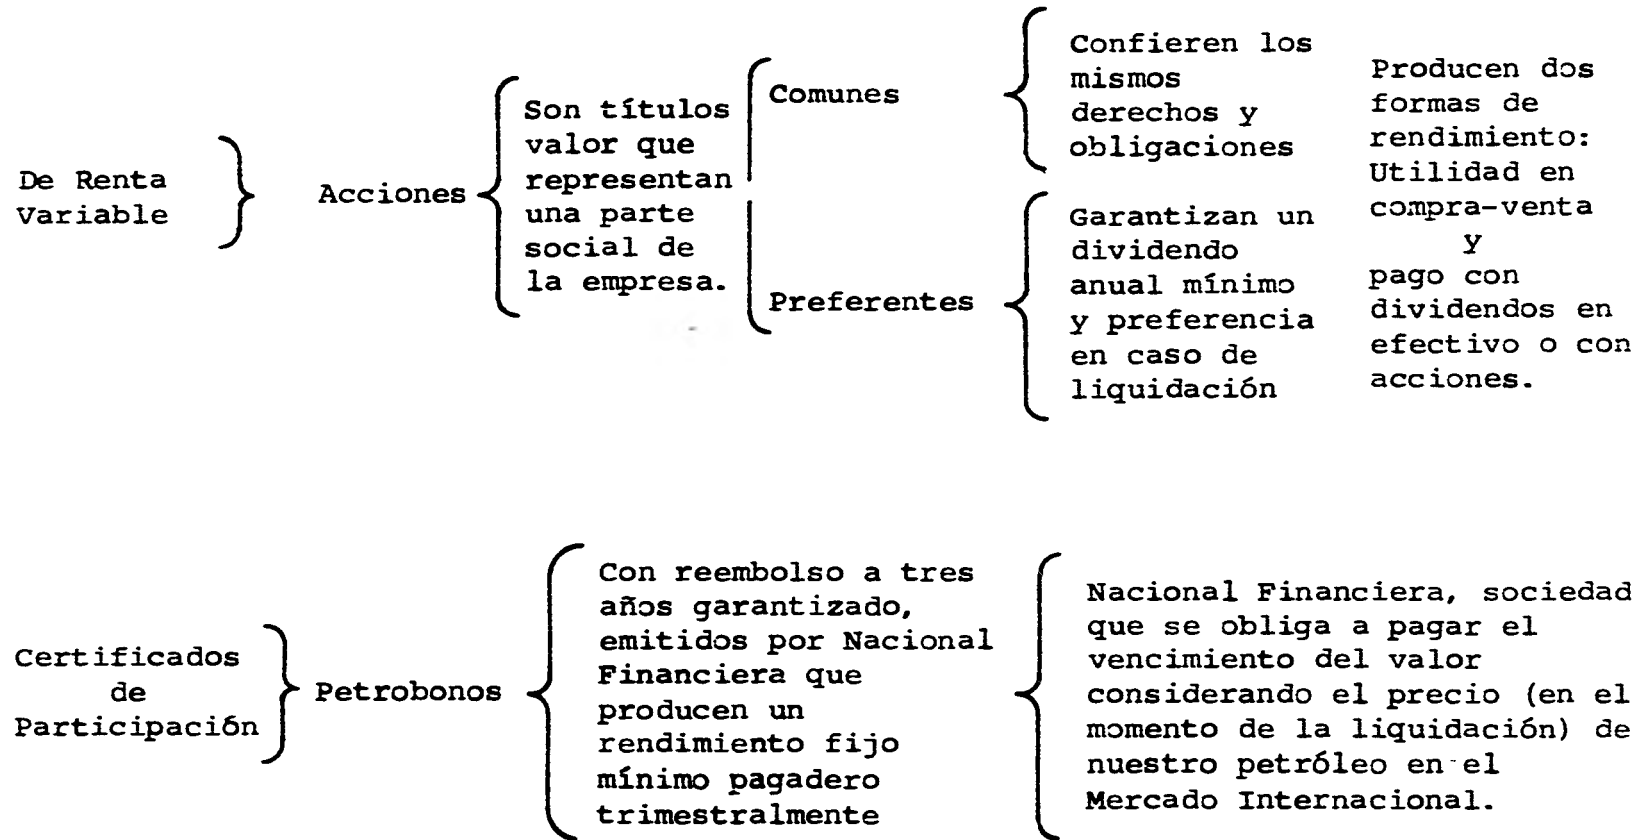 De Renta
Variable
Acciones
Son títulos
valor que
representan
una parte
social de
la empresa.
Comunes
Confieren los
mismos
derechos y
obligaciones
Preferentes
Garantizan un
dividendo
anual mínimo
y preferencia
en caso de
liquidación
Producen dos
formas de
rendimiento:
Utilidad en
compra-venta
y
pago con
dividendos en
efectivo o con
acciones.
Certificados
de
Participación
Petrobonos
Con reembolso a tres
años garantizado,
emitidos por Nacional
Financiera que
producen un
rendimiento fijo
mínimo pagadero
trimestralmente
Nacional Financiera, sociedad
que se obliga a pagar el
vencimiento del valor
considerando el precio (en el
momento de la liquidación) de
nuestro petróleo en el
Mercado Internacional.